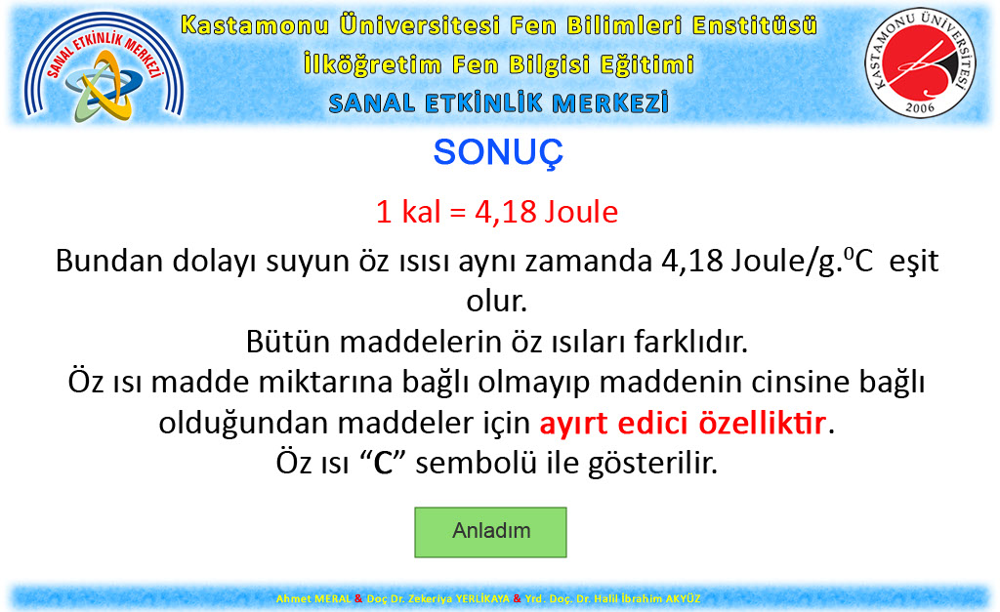 Kastamonu Üniversitesi Fen Bilimleri Enstitüsü
İlköğretim Fen Bilgisi Eğitimi
SANAL ETKİNLİK MERKEZİ
SANAL ETKİNLİK MERKEZİ
KASTAMONU ÜNİVERSİTESİ
2006
SONUÇ
1 kal = 4,18 Joule
Bundan dolayı suyun öz ısısı aynı zamanda 4,18 Joule/g.⁰C eşit
olur.
Bütün maddelerin öz ısıları farklıdır.
Öz ısı madde miktarına bağlı olmayıp maddenin cinsine bağlı
olduğundan maddeler için ayırt edici özelliktir.
Öz ısı “C” sembolü ile gösterilir.
Anladım
Ahmet MERAL & Doç Dr. Zekeriya YERLİKAYA & Yrd. Doç. Dr. Halil İbrahim AKYÜZ